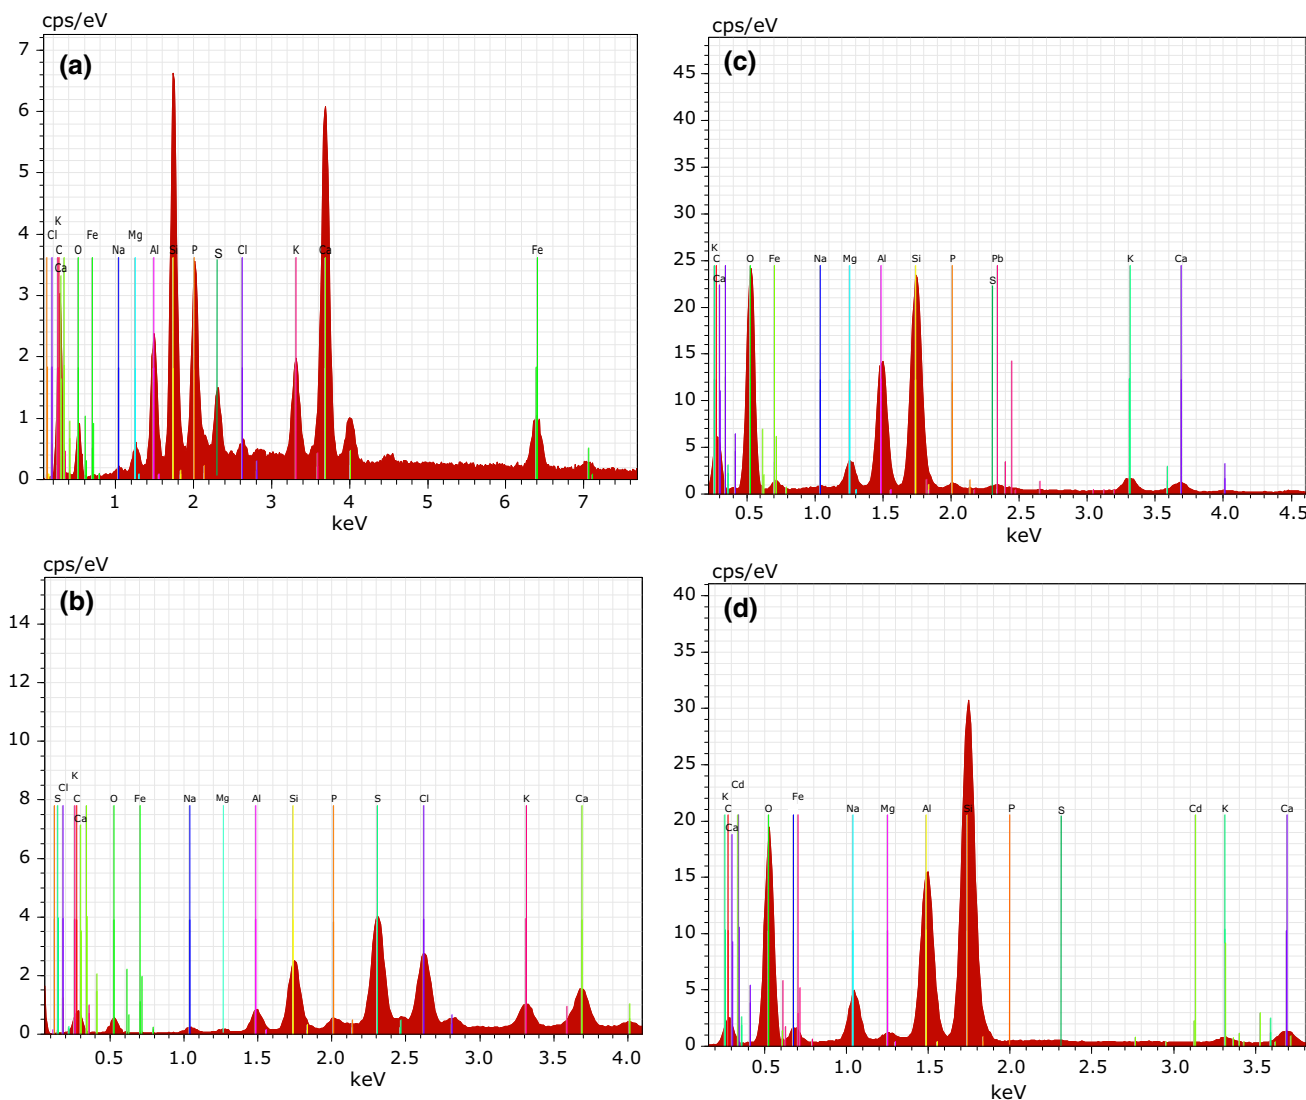 cps/eV
(a)
7
6
5
4
3
2
1
0
K
Cl Fe Mg
C O Na Al Si P S Cl K Ca Fe
Ca
1 2 3 4 5 6 7
keV
cps/eV
(c)
45
40
35
30
25
20
15
10
5
0
K
C O Fe Na Mg Al Si P Pb K Ca
Ca S
0.5 1.0 1.5 2.0 2.5 3.0 3.5 4.0 4.5
keV
cps/eV
(b)
14
12
10
8
6
4
2
0
K
Cl
S C O Fe Na Mg Al Si P S Cl K Ca
Ca
0.5 1.0 1.5 2.0 2.5 3.0 3.5 4.0
keV
cps/eV
(d)
40
35
30
25
20
15
10
5
0
Cd
K Fe
C O Na Mg Al Si P S Cd K Ca
Ca
0.5 1.0 1.5 2.0 2.5 3.0 3.5
keV